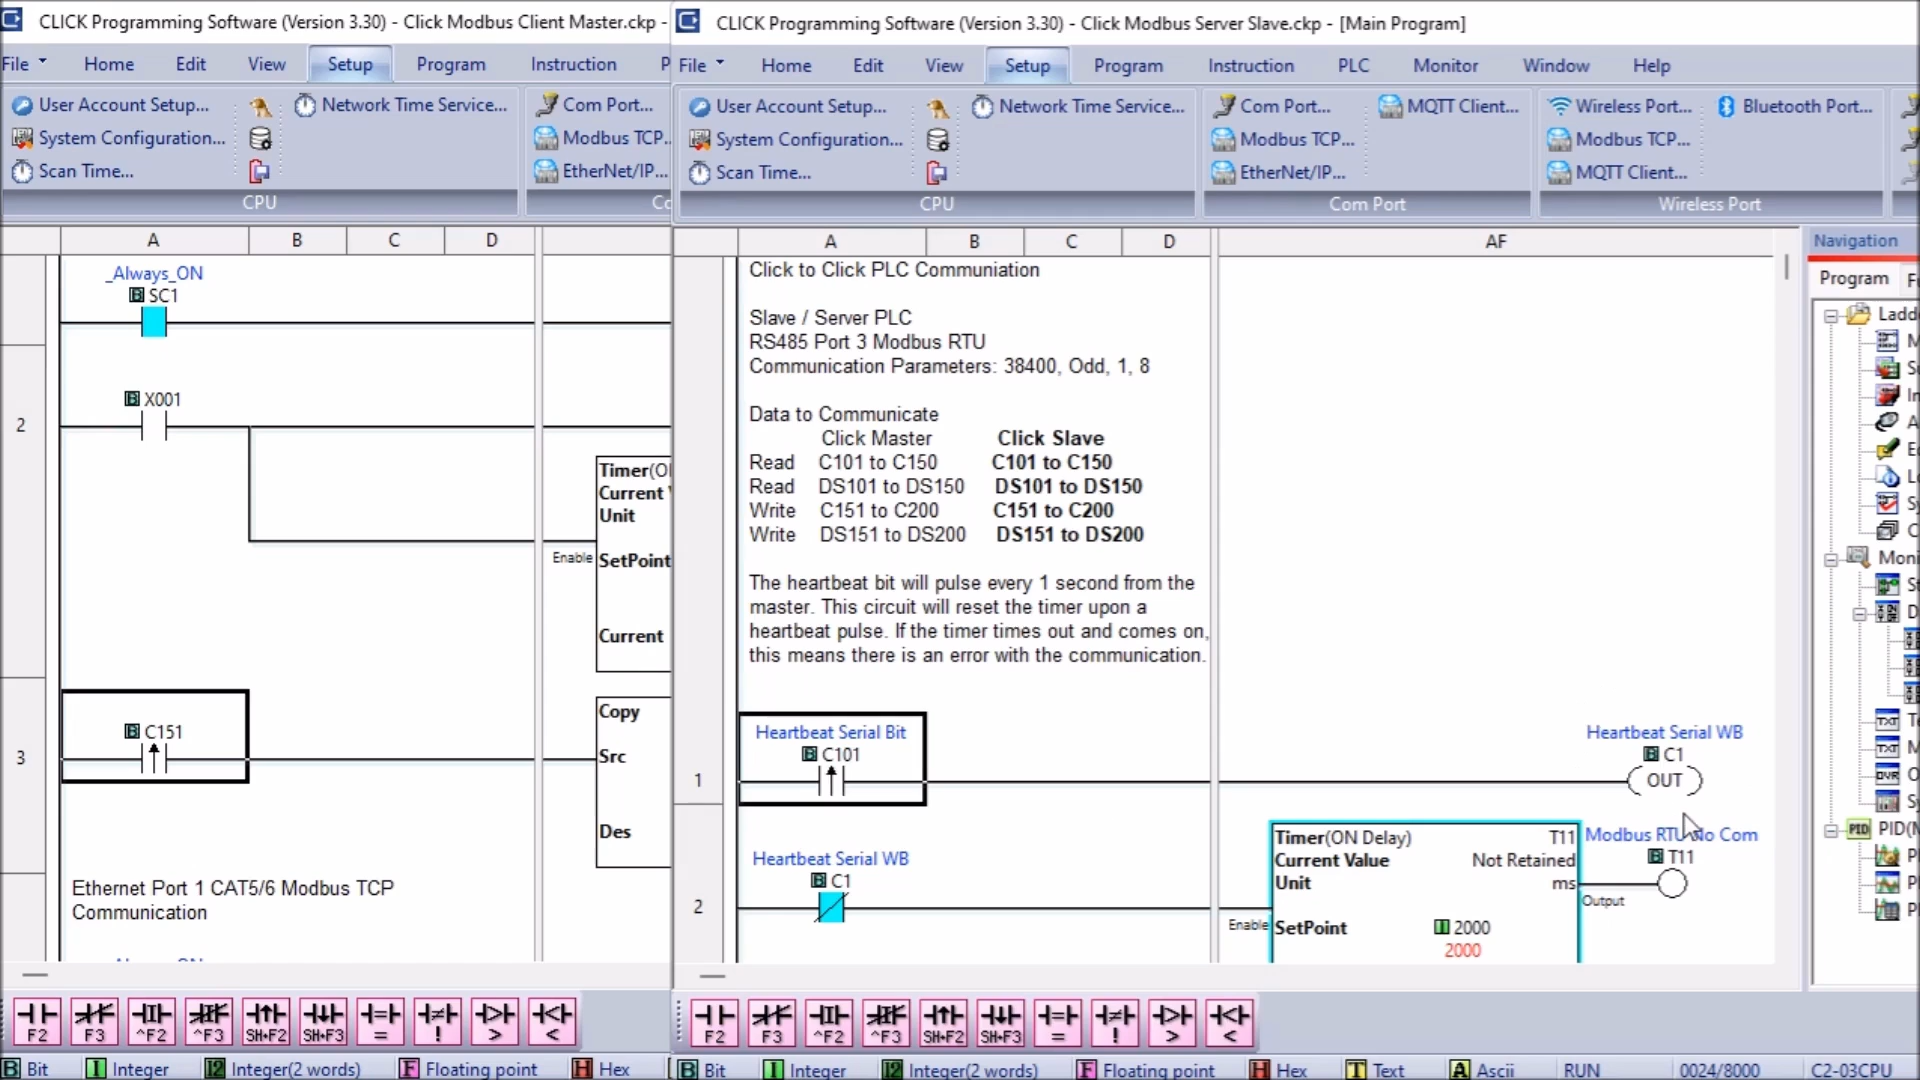 CLICK Programming Software (Version 3.30) - Click Modbus Client Master.ckp -
File Home Edit View Setup Program Instruction P
User Account Setup... Network Time Service... Com Port...
System Configuration... Modbus TCP..
Scan Time... EtherNet/IP...
CPU Co
A B C D
_Always_ON
SC1
X001
2
Timer(O
Current V
Unit
Enable SetPoint
Current
C151
3
Copy
Src
Des
Ethernet Port 1 CAT5/6 Modbus TCP
Communication
F2 F3 ^F2 ^F3 SH+F2 SH+F3 = ! > <
B Bit I Integer I2 Integer(2 words) F Floating point H Hex
CLICK Programming Software (Version 3.30) - Click Modbus Server Slave.ckp - [Main Program]
File Home Edit View Setup Program Instruction PLC Monitor Window Help
User Account Setup... Network Time Service... Com Port... MQTT Client... Wireless Port... Bluetooth Port...
System Configuration... Modbus TCP... Modbus TCP...
Scan Time... EtherNet/IP... MQTT Client...
CPU Com Port Wireless Port
A B C D AF
Click to Click PLC Communiation
Slave / Server PLC
RS485 Port 3 Modbus RTU
Communication Parameters: 38400, Odd, 1, 8
Data to Communicate
Click Master Click Slave
Read C101 to C150 C101 to C150
Read DS101 to DS150 DS101 to DS150
Write C151 to C200 C151 to C200
Write DS151 to DS200 DS151 to DS200
The heartbeat bit will pulse every 1 second from the
master. This circuit will reset the timer upon a
heartbeat pulse. If the timer times out and comes on,
this means there is an error with the communication.
Heartbeat Serial Bit Heartbeat Serial WB
C101 C1
1 OUT
Timer(ON Delay) T11 Modbus RTU No Com
Heartbeat Serial WB Current Value Not Retained T11
C1 Unit ms
2 Output
Enable SetPoint 2000
2000
F2 F3 ^F2 ^F3 SH+F2 SH+F3 = ! > <
B Bit I Integer I2 Integer(2 words) F Floating point H Hex T Text A Ascii RUN 0024/8000 C2-03CPU
Navigation
Program F
Ladd
Moni
PID PID(M